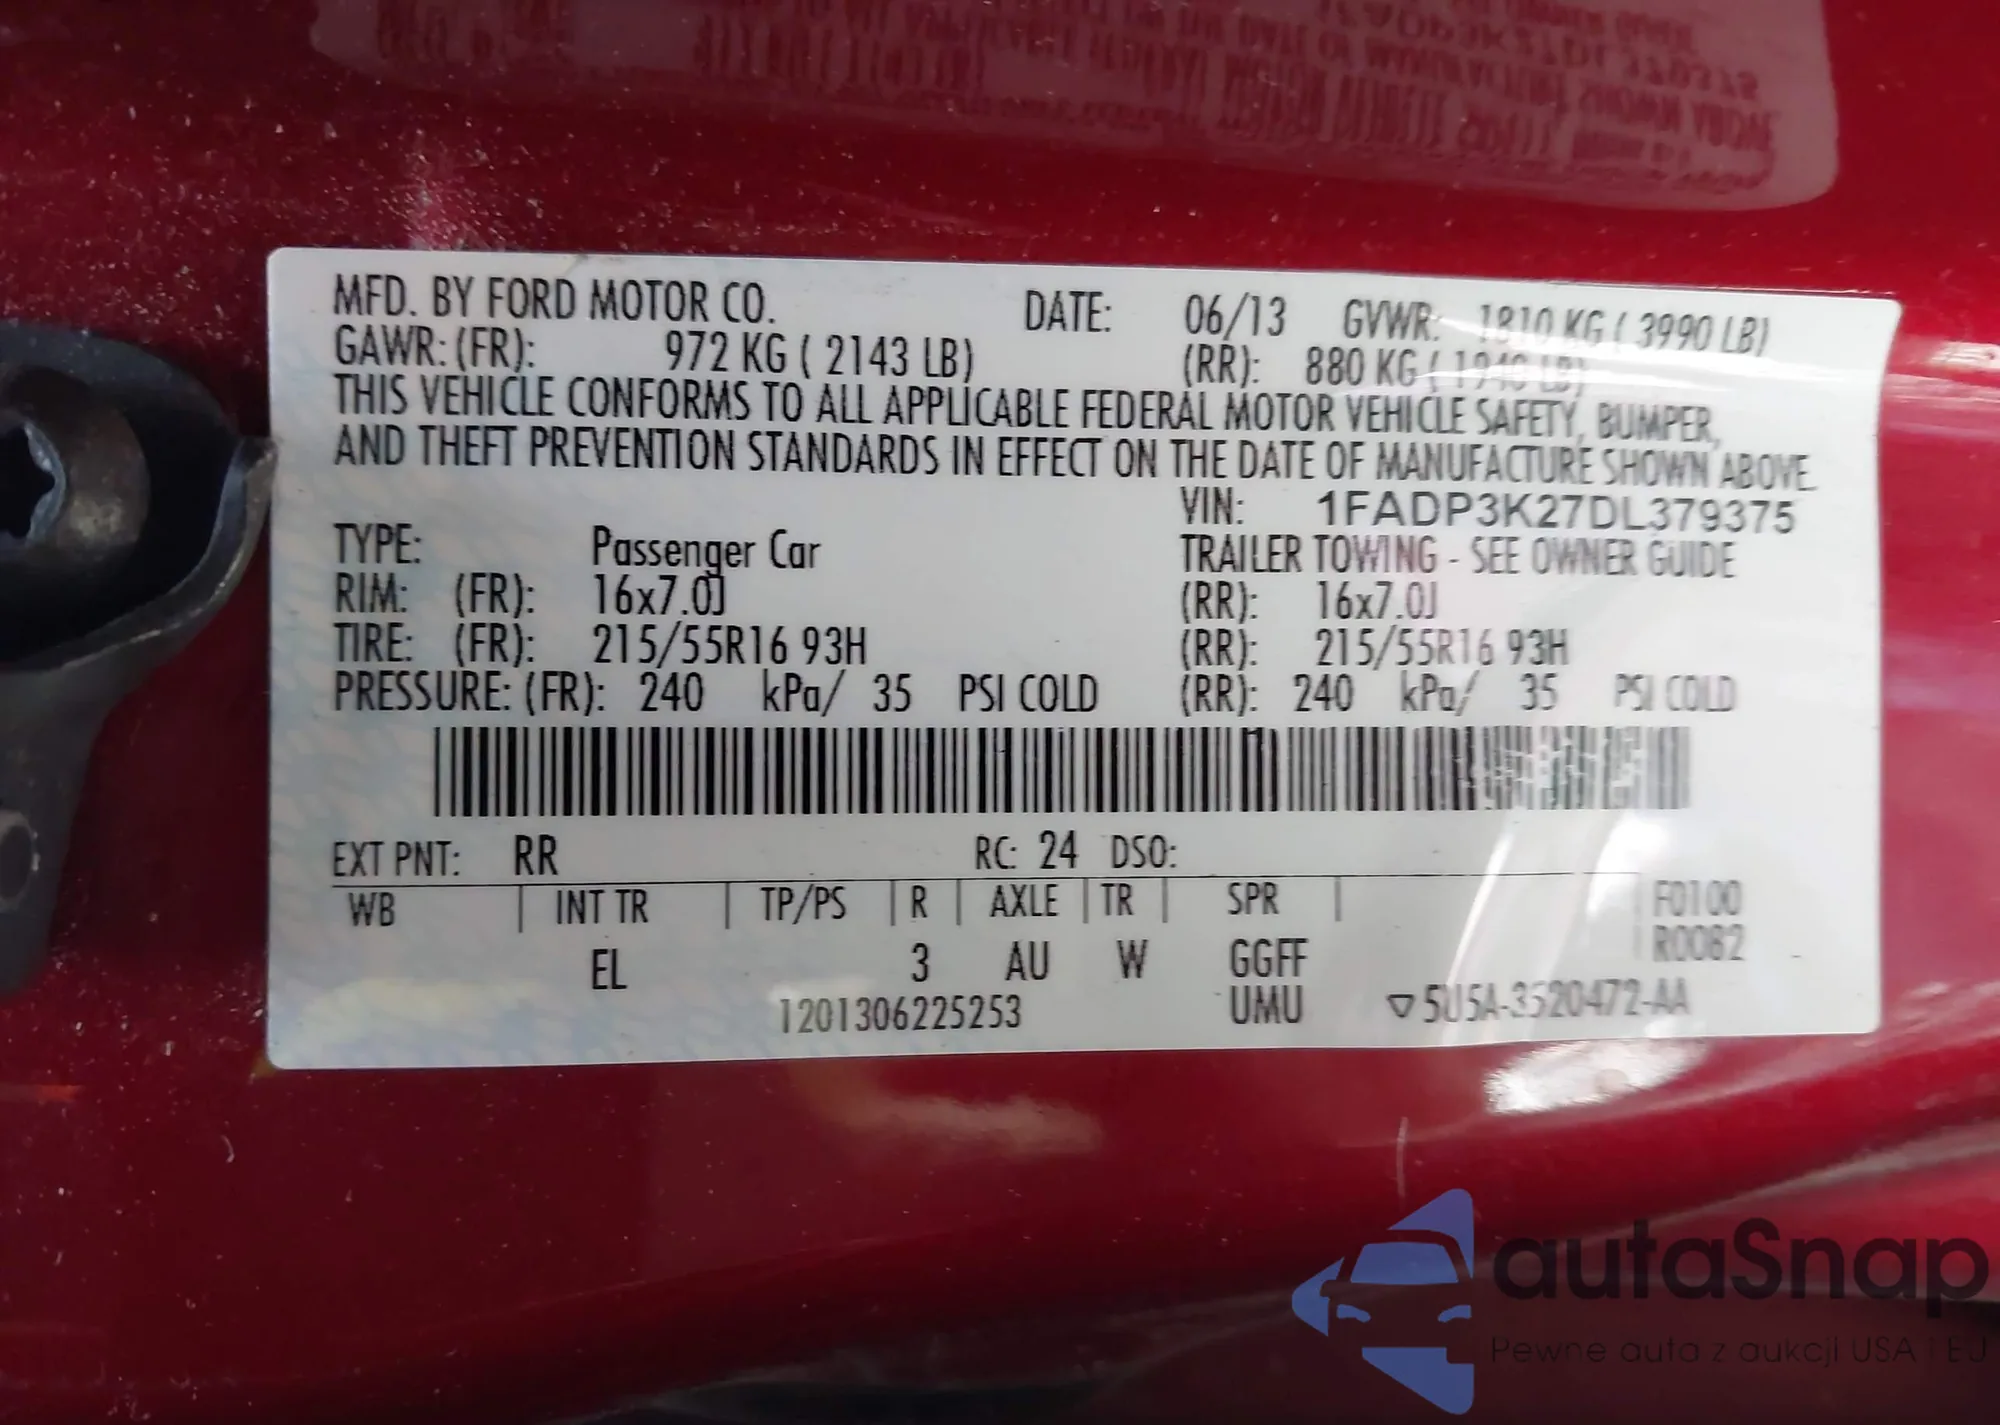 MFD. BY FORD MOTOR CO. DATE: 06/13 GVWR: 1810 KG ( 3990 LB)
GAWR: (FR): 972 KG ( 2143 LB) (RR): 880 KG ( 1940 LB)
THIS VEHICLE CONFORMS TO ALL APPLICABLE FEDERAL MOTOR VEHICLE SAFETY, BUMPER,
AND THEFT PREVENTION STANDARDS IN EFFECT ON THE DATE OF MANUFACTURE SHOWN ABOVE.
VIN: 1FADP3K27DL379375
TYPE: Passenger Car TRAILER TOWING - SEE OWNER GUIDE
RIM: (FR): 16x7.0J (RR): 16x7.0J
TIRE: (FR): 215/55R16 93H (RR): 215/55R16 93H
PRESSURE: (FR): 240 kPa/ 35 PSI COLD (RR): 240 kPa/ 35 PSI COLD
EXT PNT: RR RC: 24 DSO:
WB | INT TR | TP/PS | R | AXLE | TR | SPR | F0100
R0082
EL 3 AU W GGFF
1201306225253 UMU ▽5U5A-3520472-AA
autaSnap
Pewne auta z aukcji USA i EU